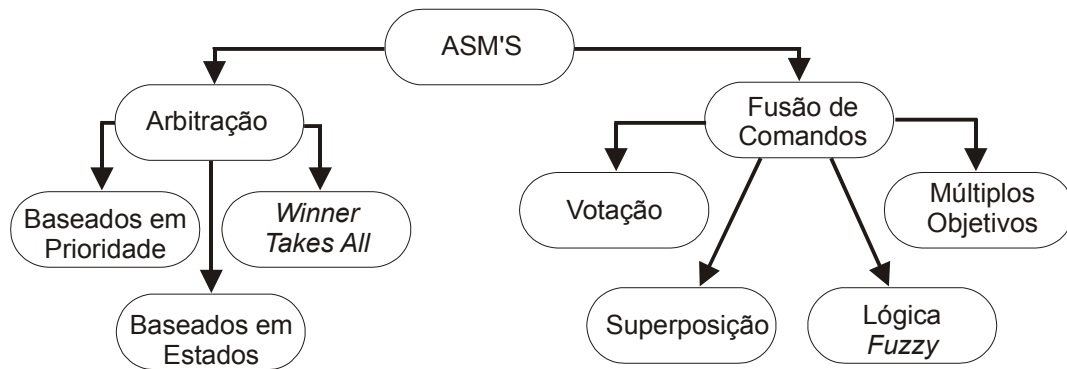 ASM'S
Arbitração
Fusão de
Comandos
Baseados em
Prioridade
Winner
Takes All
Votação
Múltiplos
Objetivos
Baseados em
Estados
Superposição
Lógica
Fuzzy